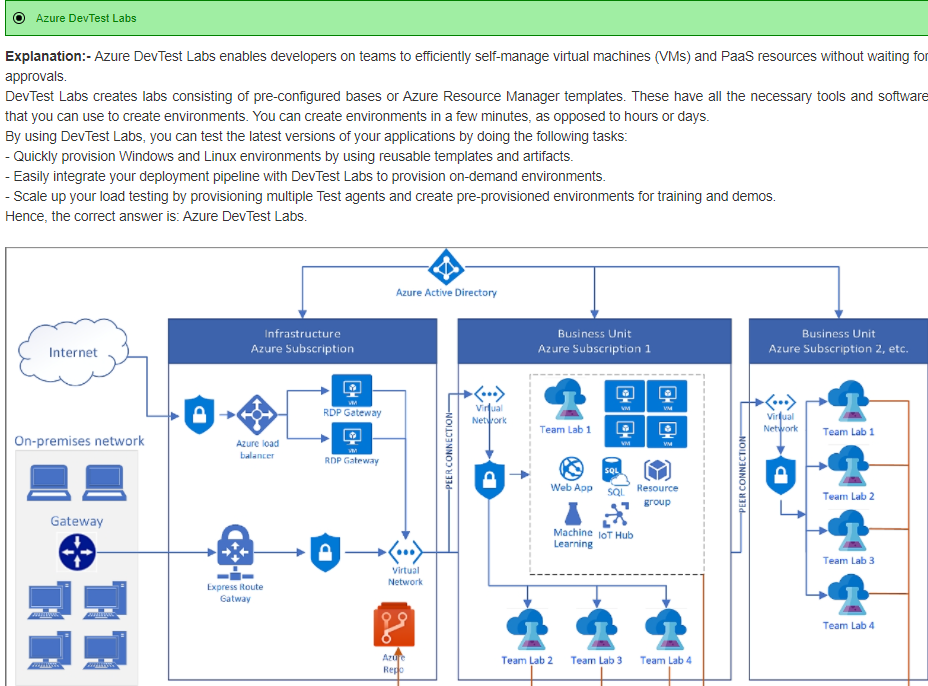 Azure DevTest Labs
Explanation:- Azure DevTest Labs enables developers on teams to efficiently self-manage virtual machines (VMs) and PaaS resources without waiting for
approvals.
DevTest Labs creates labs consisting of pre-configured bases or Azure Resource Manager templates. These have all the necessary tools and software
that you can use to create environments. You can create environments in a few minutes, as opposed to hours or days.
By using DevTest Labs, you can test the latest versions of your applications by doing the following tasks:
- Quickly provision Windows and Linux environments by using reusable templates and artifacts.
- Easily integrate your deployment pipeline with DevTest Labs to provision on-demand environments.
- Scale up your load testing by provisioning multiple Test agents and create pre-provisioned environments for training and demos.
Hence, the correct answer is: Azure DevTest Labs.
Azure Active Directory
Internet
On-premises network
Gateway
Infrastructure
Azure Subscription
Azure load
balancer
VM
RDP Gateway
VM
RDP Gateway
Express Route
Gatway
Virtual
Network
Azure
Repo
PEER CONNECTION
Business Unit
Azure Subscription 1
Virtual
Network
Team Lab 1
VM
VM
VM
VM
Web App
SQL
SQL
Resource
group
Machine
Learning
IoT Hub
Team Lab 2
Team Lab 3
Team Lab 4
PEER CONNECTION
Business Unit
Azure Subscription 2, etc.
Virtual
Network
Team Lab 1
Team Lab 2
Team Lab 3
Team Lab 4